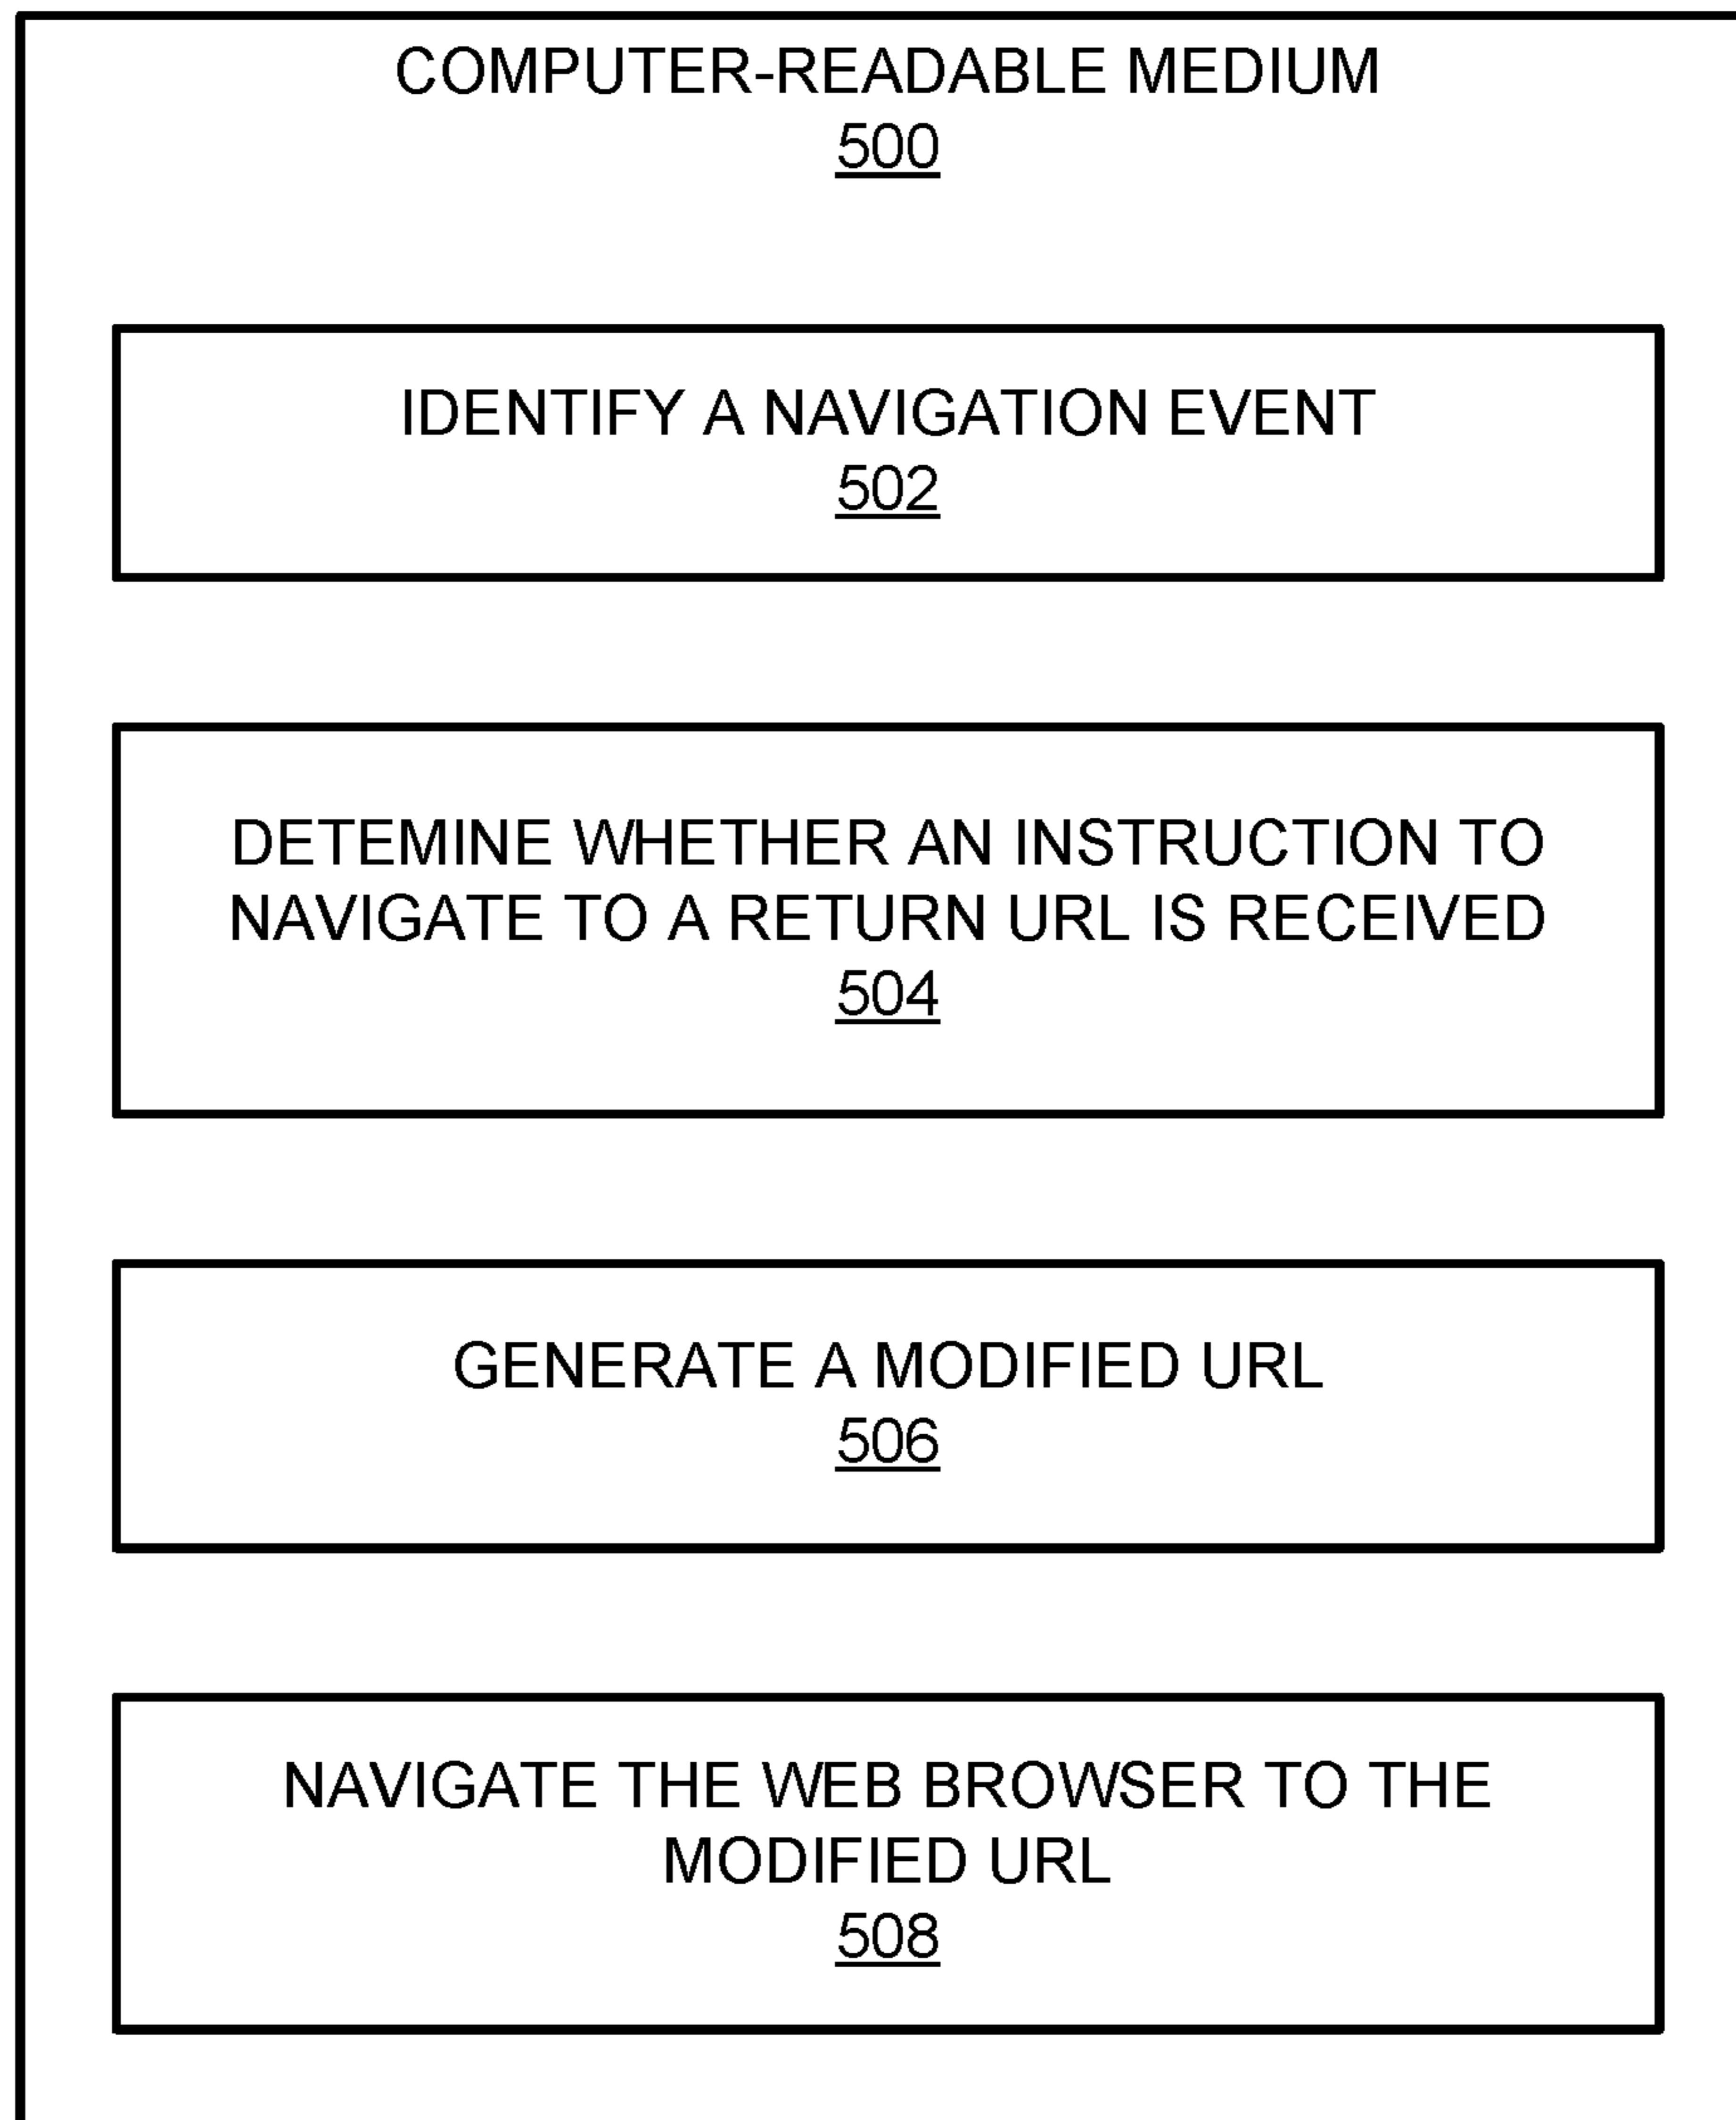 COMPUTER-READABLE MEDIUM
500
IDENTIFY A NAVIGATION EVENT
502
DETEMINE WHETHER AN INSTRUCTION TO
NAVIGATE TO A RETURN URL IS RECEIVED
504
GENERATE A MODIFIED URL
506
NAVIGATE THE WEB BROWSER TO THE
MODIFIED URL
508